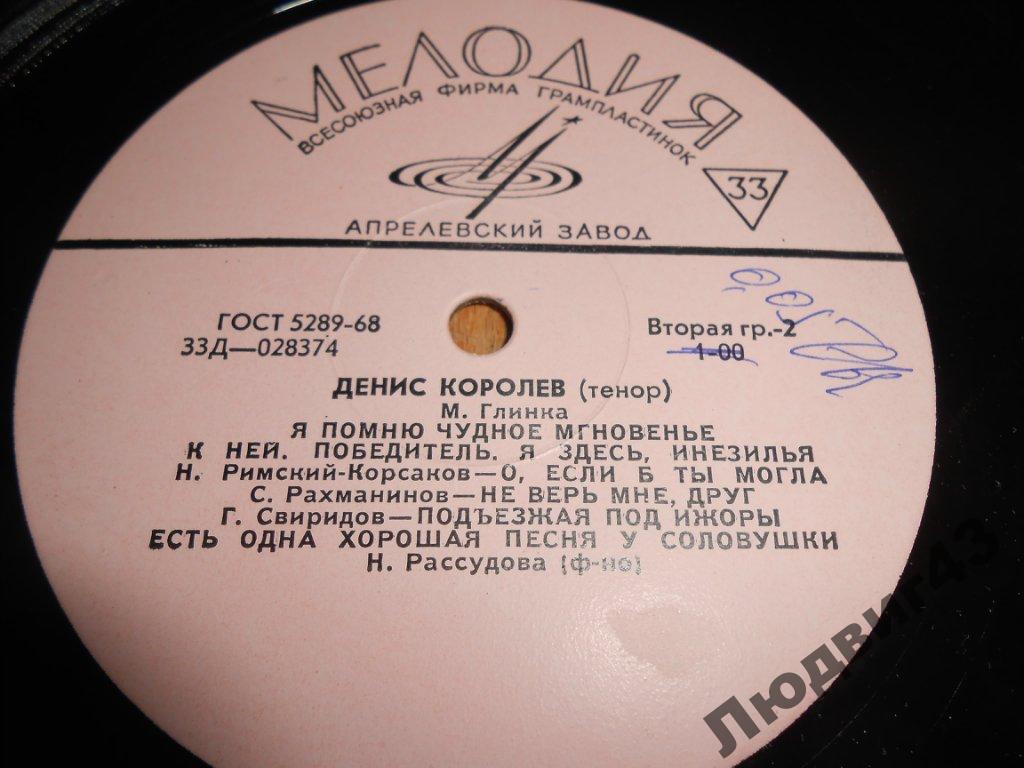 МЕЛОДИЯ
ВСЕСОЮЗНАЯ ФИРМА ГРАМПЛАСТИНОК
33
АПРЕЛЕВСКИЙ ЗАВОД
ГОСТ 5289-68
33Д—028374
Вторая гр.-2
1-00
ДЕНИС КОРОЛЕВ (тенор)
М. Глинка
Я ПОМНЮ ЧУДНОЕ МГНОВЕНЬЕ
К НЕЙ. ПОБЕДИТЕЛЬ. Я ЗДЕСЬ, ИНЕЗИЛЬЯ
Н. Римский-Корсаков—О, ЕСЛИ Б ТЫ МОГЛА
С. Рахманинов—НЕ ВЕРЬ МНЕ, ДРУГ
Г. Свиридов—ПОДЪЕЗЖАЯ ПОД ИЖОРЫ
ЕСТЬ ОДНА ХОРОШАЯ ПЕСНЯ У СОЛОВУШКИ
Н. Рассудова (ф-но)
Людвиг43